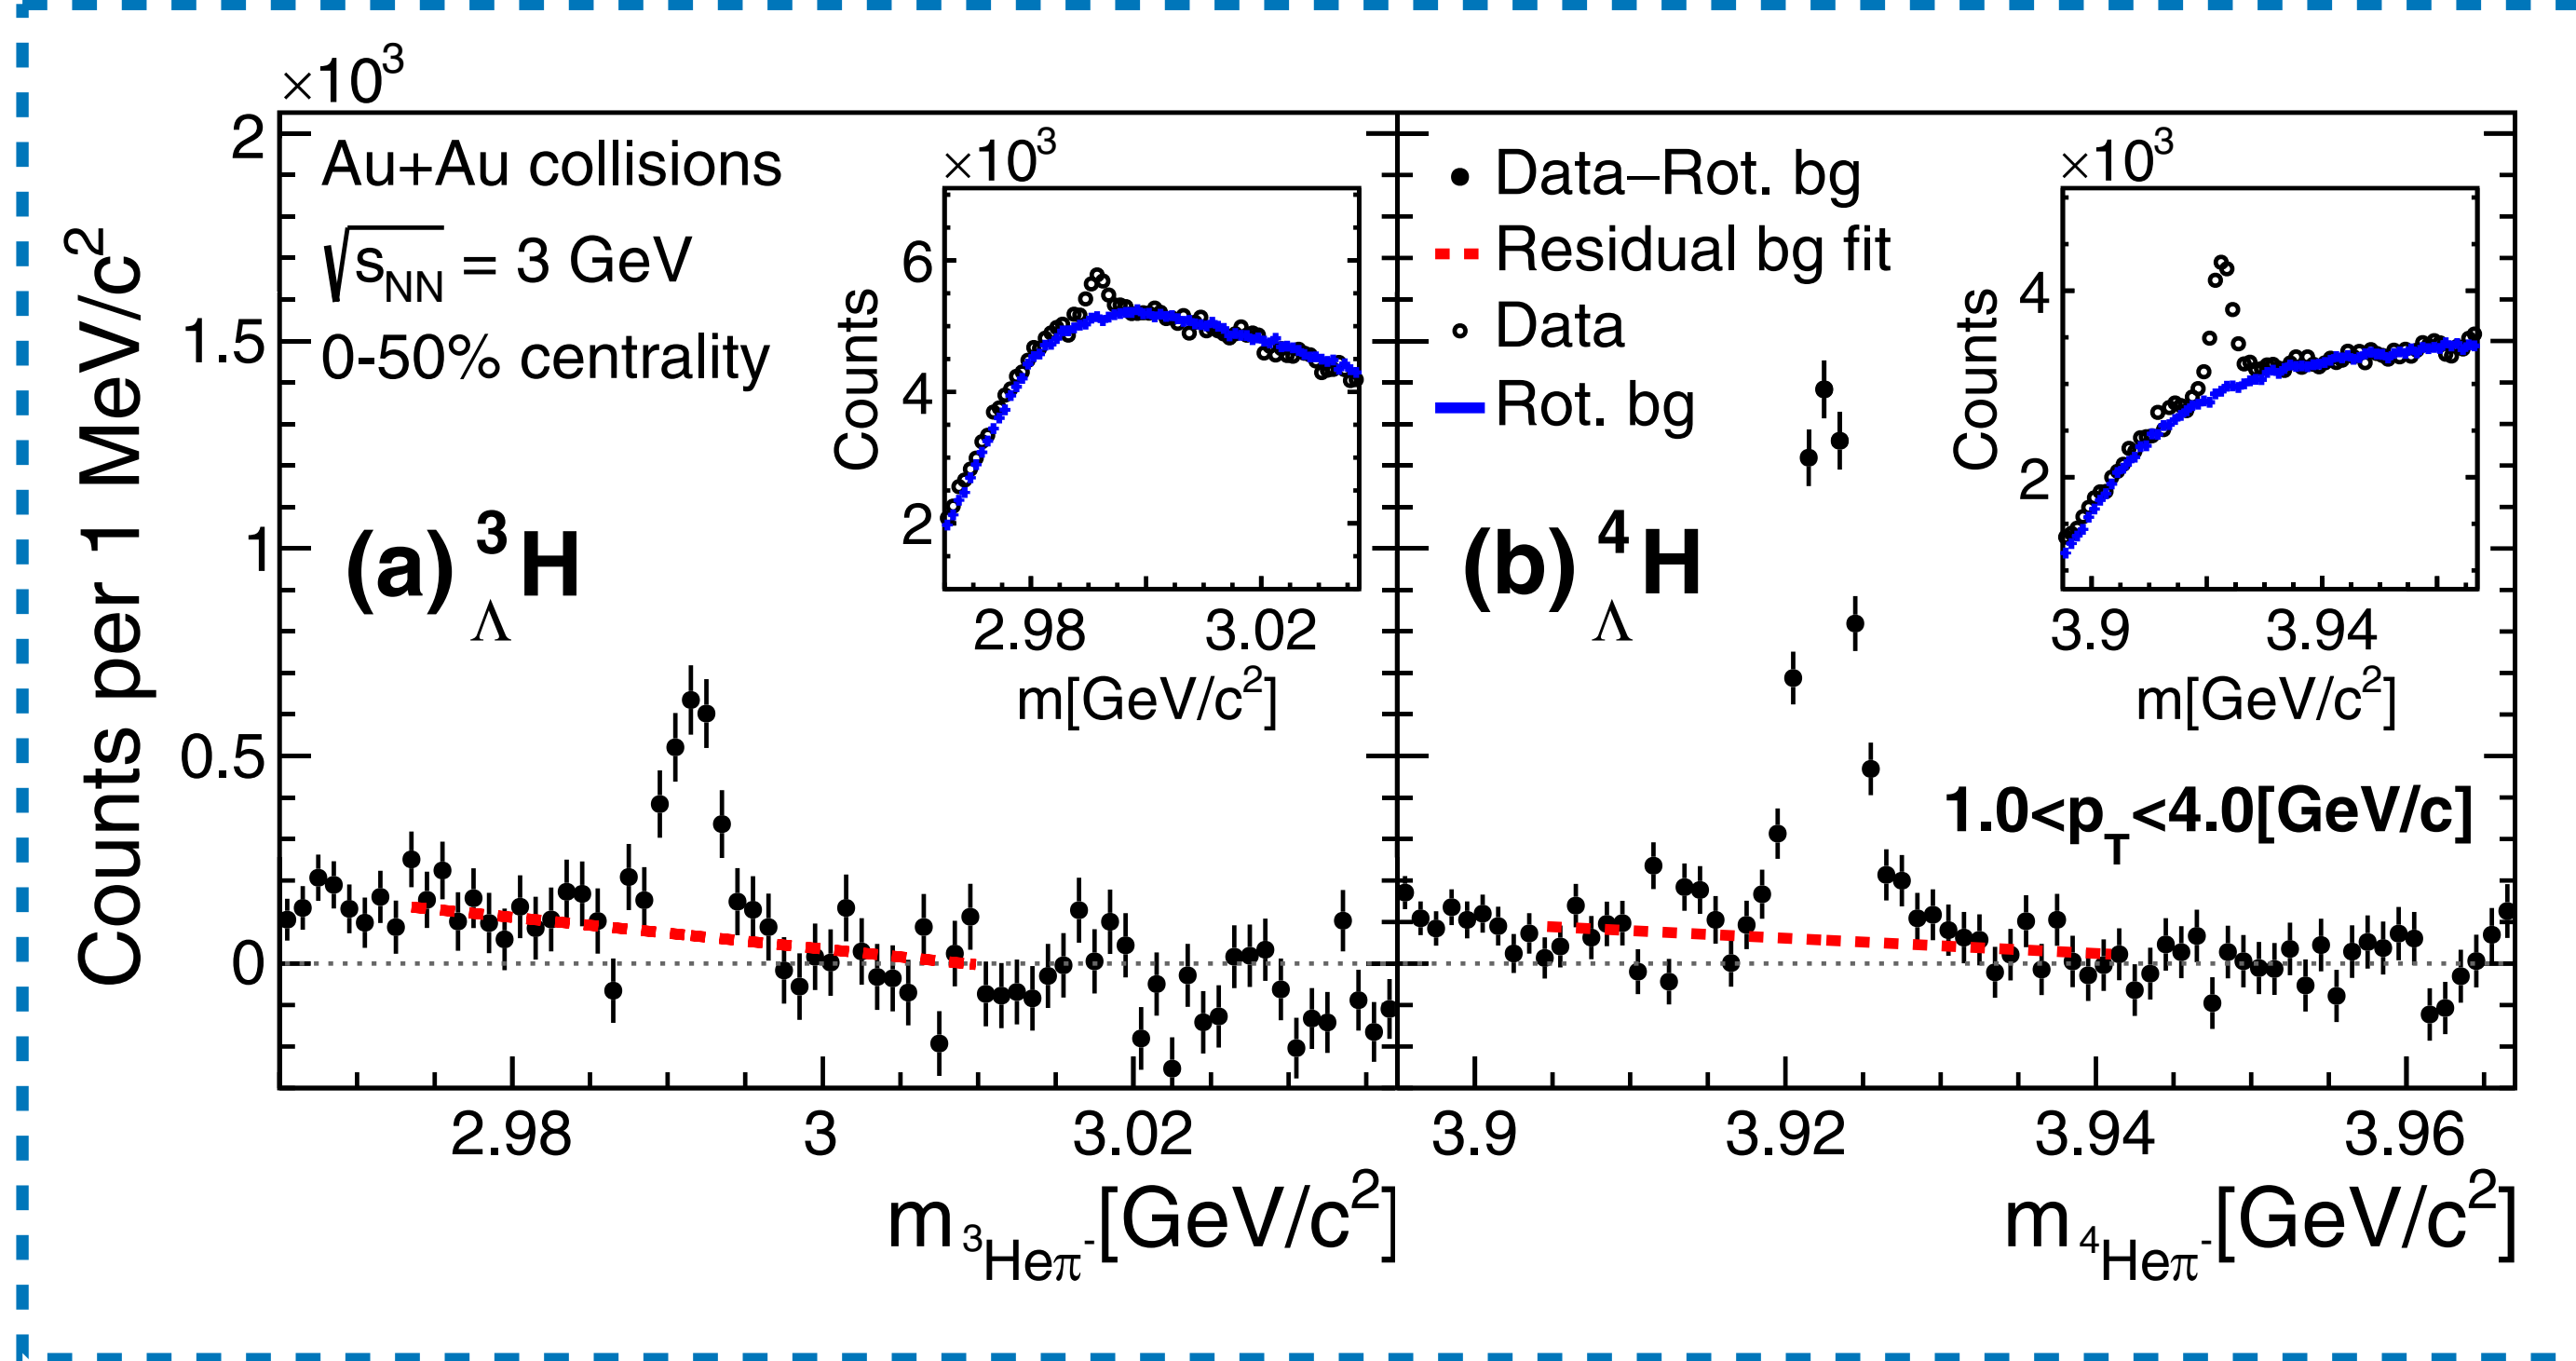 ×10³
2
1.5
1
0.5
0
Counts per 1 MeV/c²
Au+Au collisions
√sNN = 3 GeV
0-50% centrality
(a) ³ΛH
×10³
6
4
2
Counts
2.98 3.02
m[GeV/c²]
2.98 3 3.02
m ³Heπ⁻ [GeV/c²]
Data–Rot. bg
Residual bg fit
Data
Rot. bg
(b) ⁴ΛH
×10³
4
2
Counts
3.9 3.94
m[GeV/c²]
1.0<pT<4.0[GeV/c]
3.9 3.92 3.94 3.96
m ⁴Heπ⁻ [GeV/c²]